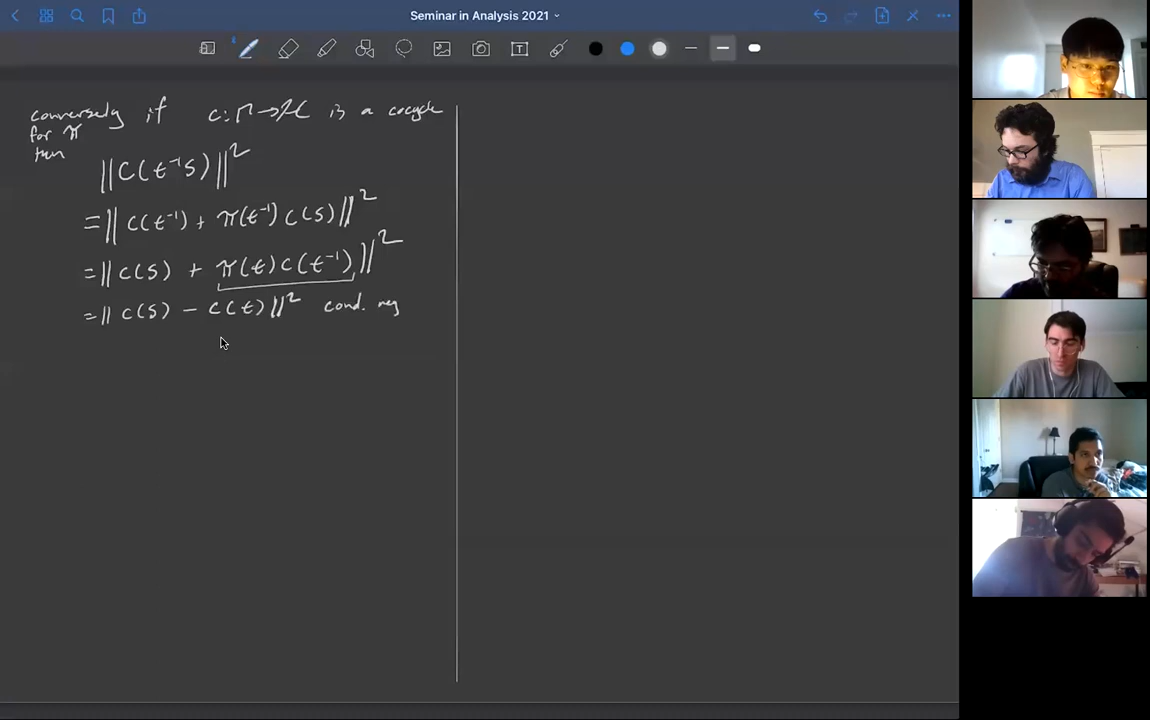 Seminar in Analysis 2021
conversely if c: Γ → H is a cocycle
for π
then
||C(t⁻¹s)||²
= || C(t⁻¹) + π(t⁻¹) C(s) ||²
= || C(s) + π(t) C(t⁻¹) ||²
= || C(s) - C(t) ||² cond. neg